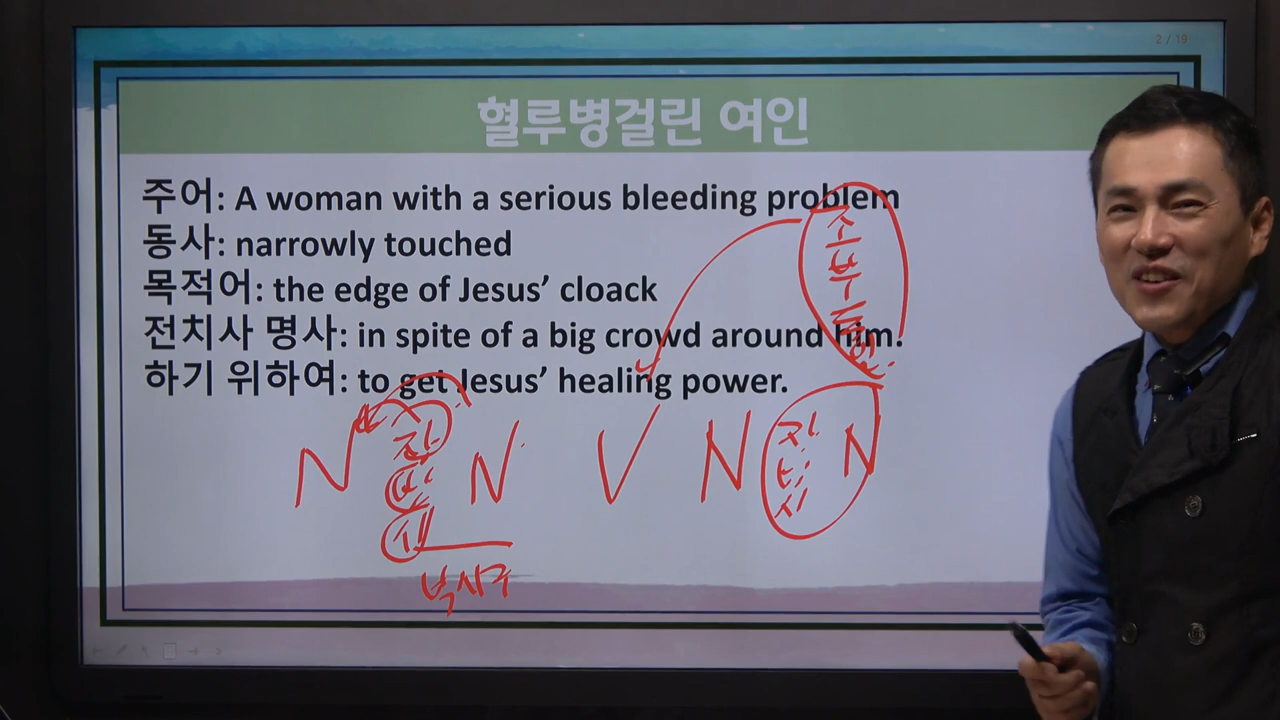 2 / 19
혈루병걸린 여인
주어: A woman with a serious bleeding problem
동사: narrowly touched
목적어: the edge of Jesus’ cloack
전치사 명사: in spite of a big crowd around him.
하기 위하여: to get Jesus’ healing power.
N N V N N